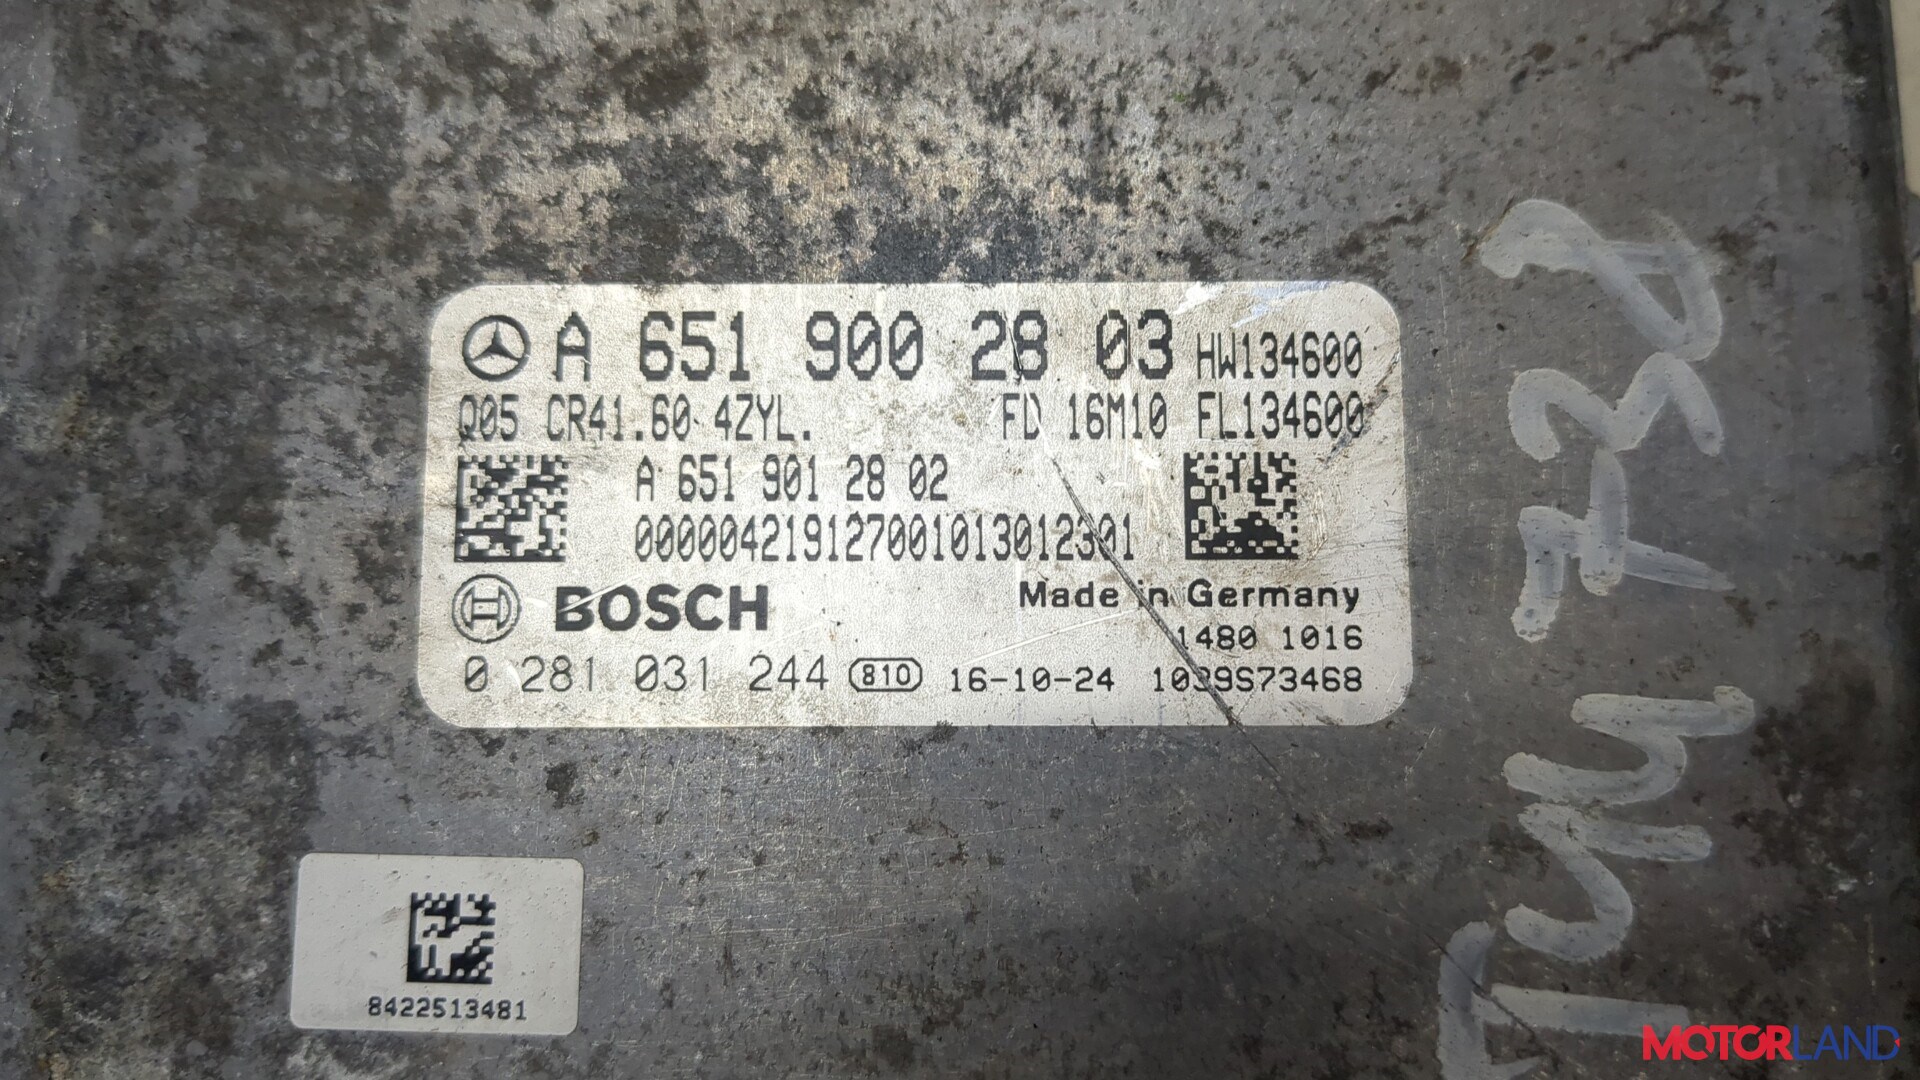 A 651 900 28 03 HW134600
Q05 CR41.60 4ZYL. FD 16M10 FL134600
A 651 901 28 02
000004219127001013012301
BOSCH Made in Germany
1480 1016
0 281 031 244 810 16-10-24 1039S73468
8422513481
MOTORLAND